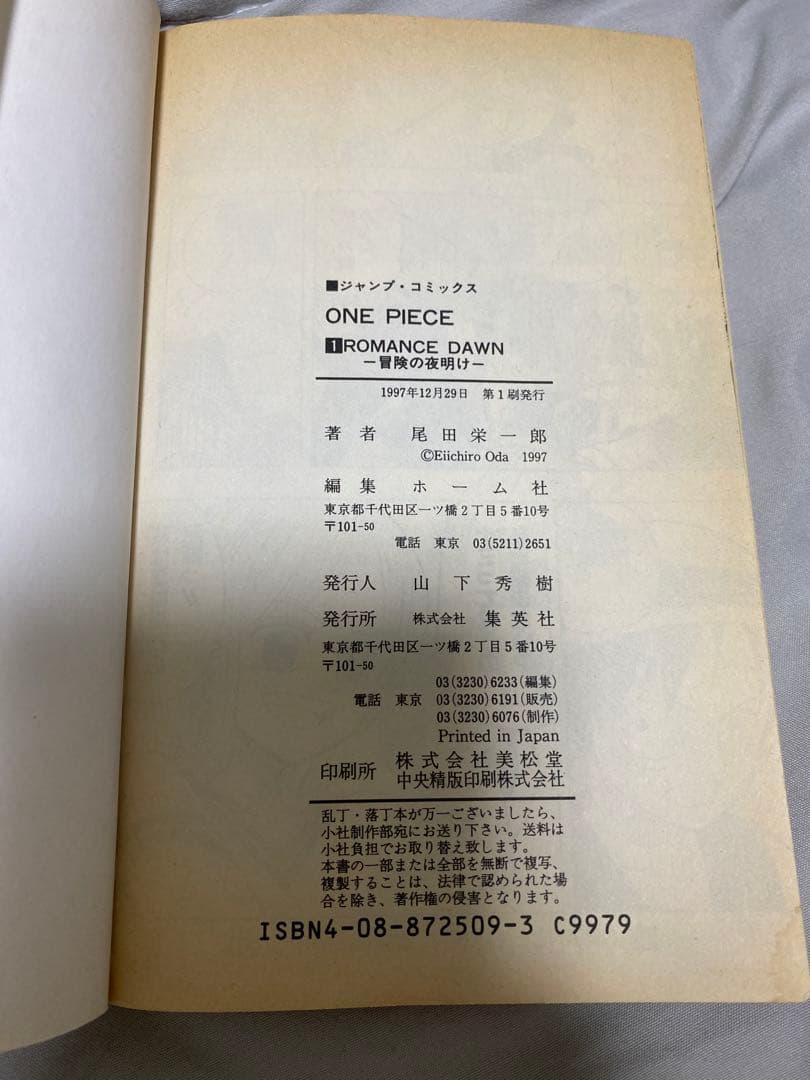 ■ジャンプ・コミックス
ONE PIECE
1ROMANCE DAWN
ー冒険の夜明けー
1997年12月29日 第1刷発行
著者 尾田栄一郎
©Eiichiro Oda 1997
編集 ホーム社
東京都千代田区一ツ橋2丁目5番10号
〒101-50
電話 東京 03(5211)2651
発行人 山下秀樹
発行所 株式会社 集英社
東京都千代田区一ツ橋2丁目5番10号
〒101-50
03(3230)6233(編集)
電話 東京 03(3230)6191(販売)
03(3230)6076(制作)
Printed in Japan
印刷所 株式会社美松堂
中央精版印刷株式会社
乱丁・落丁本が万一ございましたら、
小社制作部宛にお送り下さい。送料は
小社負担でお取り替え致します。
本書の一部または全部を無断で複写、
複製することは、法律で認められた場
合を除き、著作権の侵害となります。
ISBN4-08-872509-3 C9979